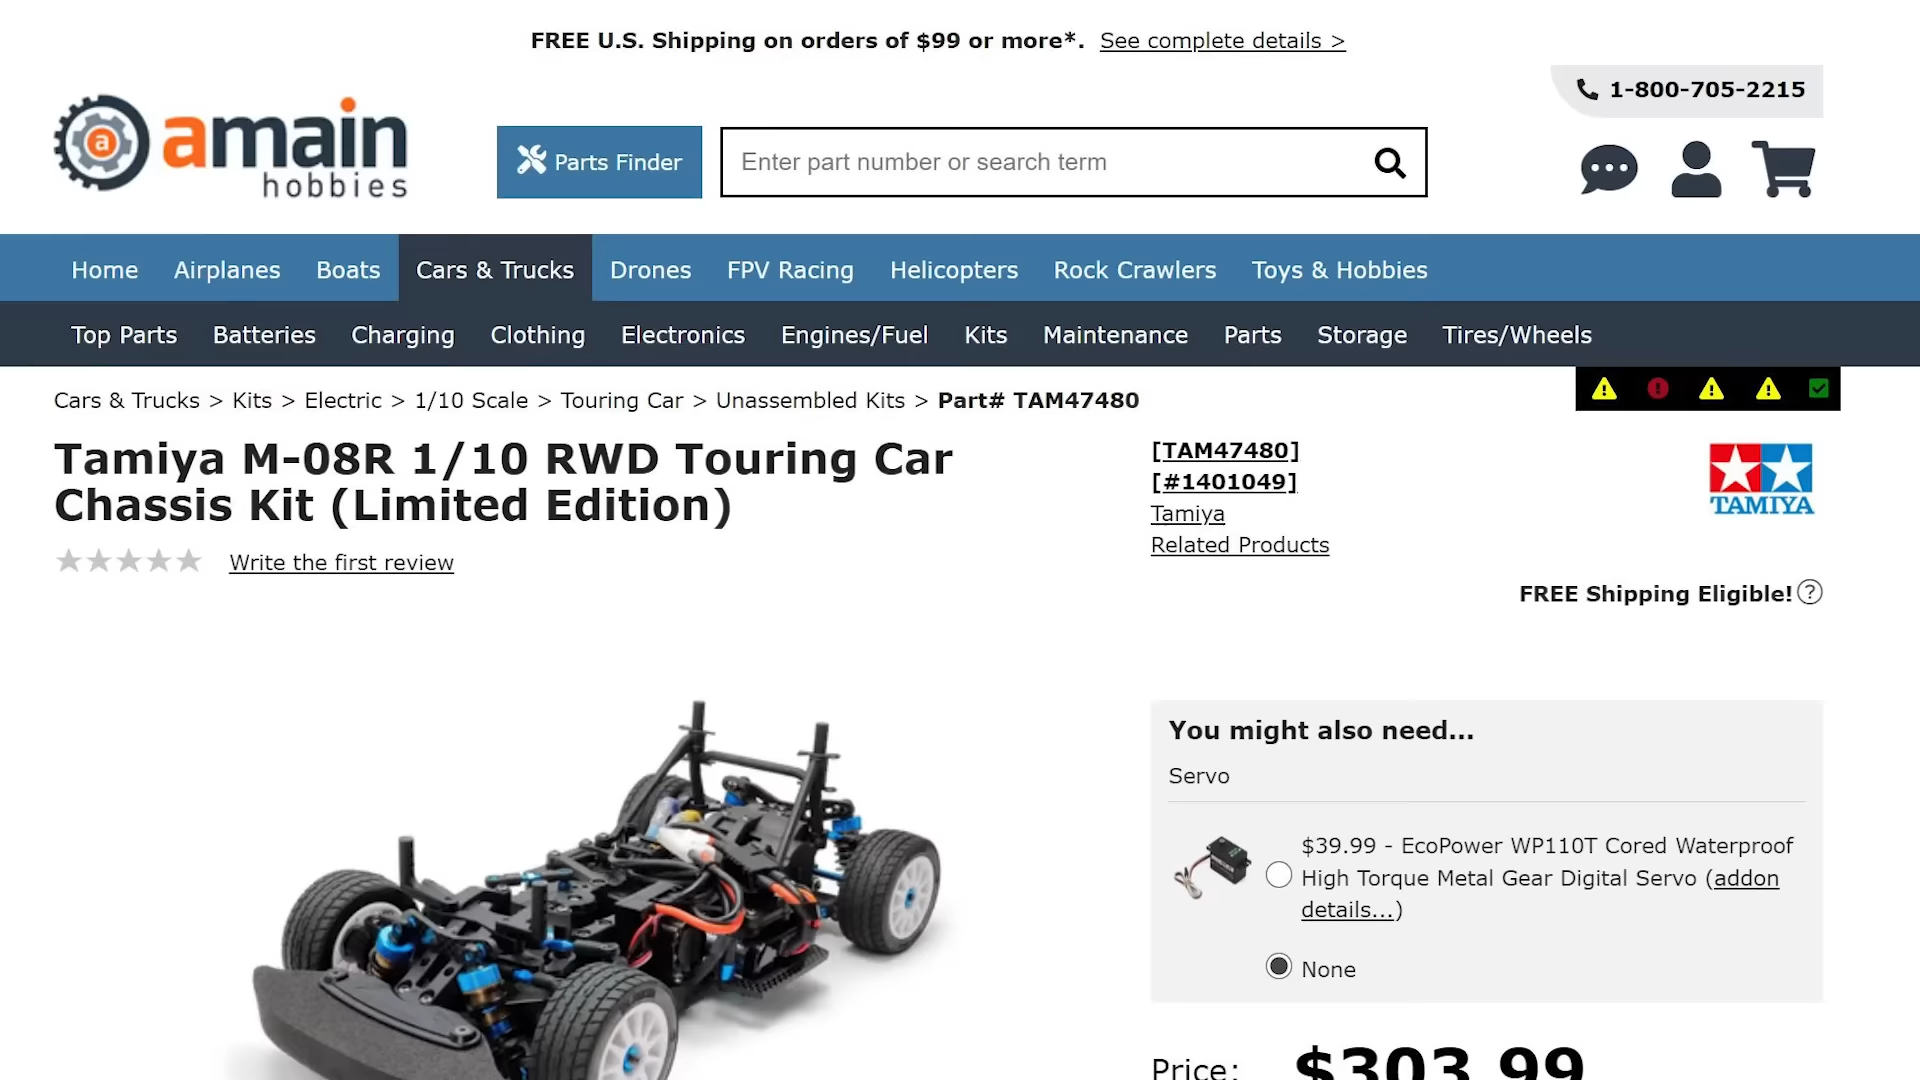 FREE U.S. Shipping on orders of $99 or more*. See complete details >
1-800-705-2215
a amain
hobbies
Parts Finder
Enter part number or search term
Home Airplanes Boats Cars & Trucks Drones FPV Racing Helicopters Rock Crawlers Toys & Hobbies
Top Parts Batteries Charging Clothing Electronics Engines/Fuel Kits Maintenance Parts Storage Tires/Wheels
Cars & Trucks > Kits > Electric > 1/10 Scale > Touring Car > Unassembled Kits > Part# TAM47480
Tamiya M-08R 1/10 RWD Touring Car
Chassis Kit (Limited Edition)
Write the first review
[TAM47480]
[#1401049]
Tamiya
Related Products
TAMIYA
FREE Shipping Eligible! ?
You might also need...
Servo
$39.99 - EcoPower WP110T Cored Waterproof
High Torque Metal Gear Digital Servo (addon
details...)
None
Price: $303.99